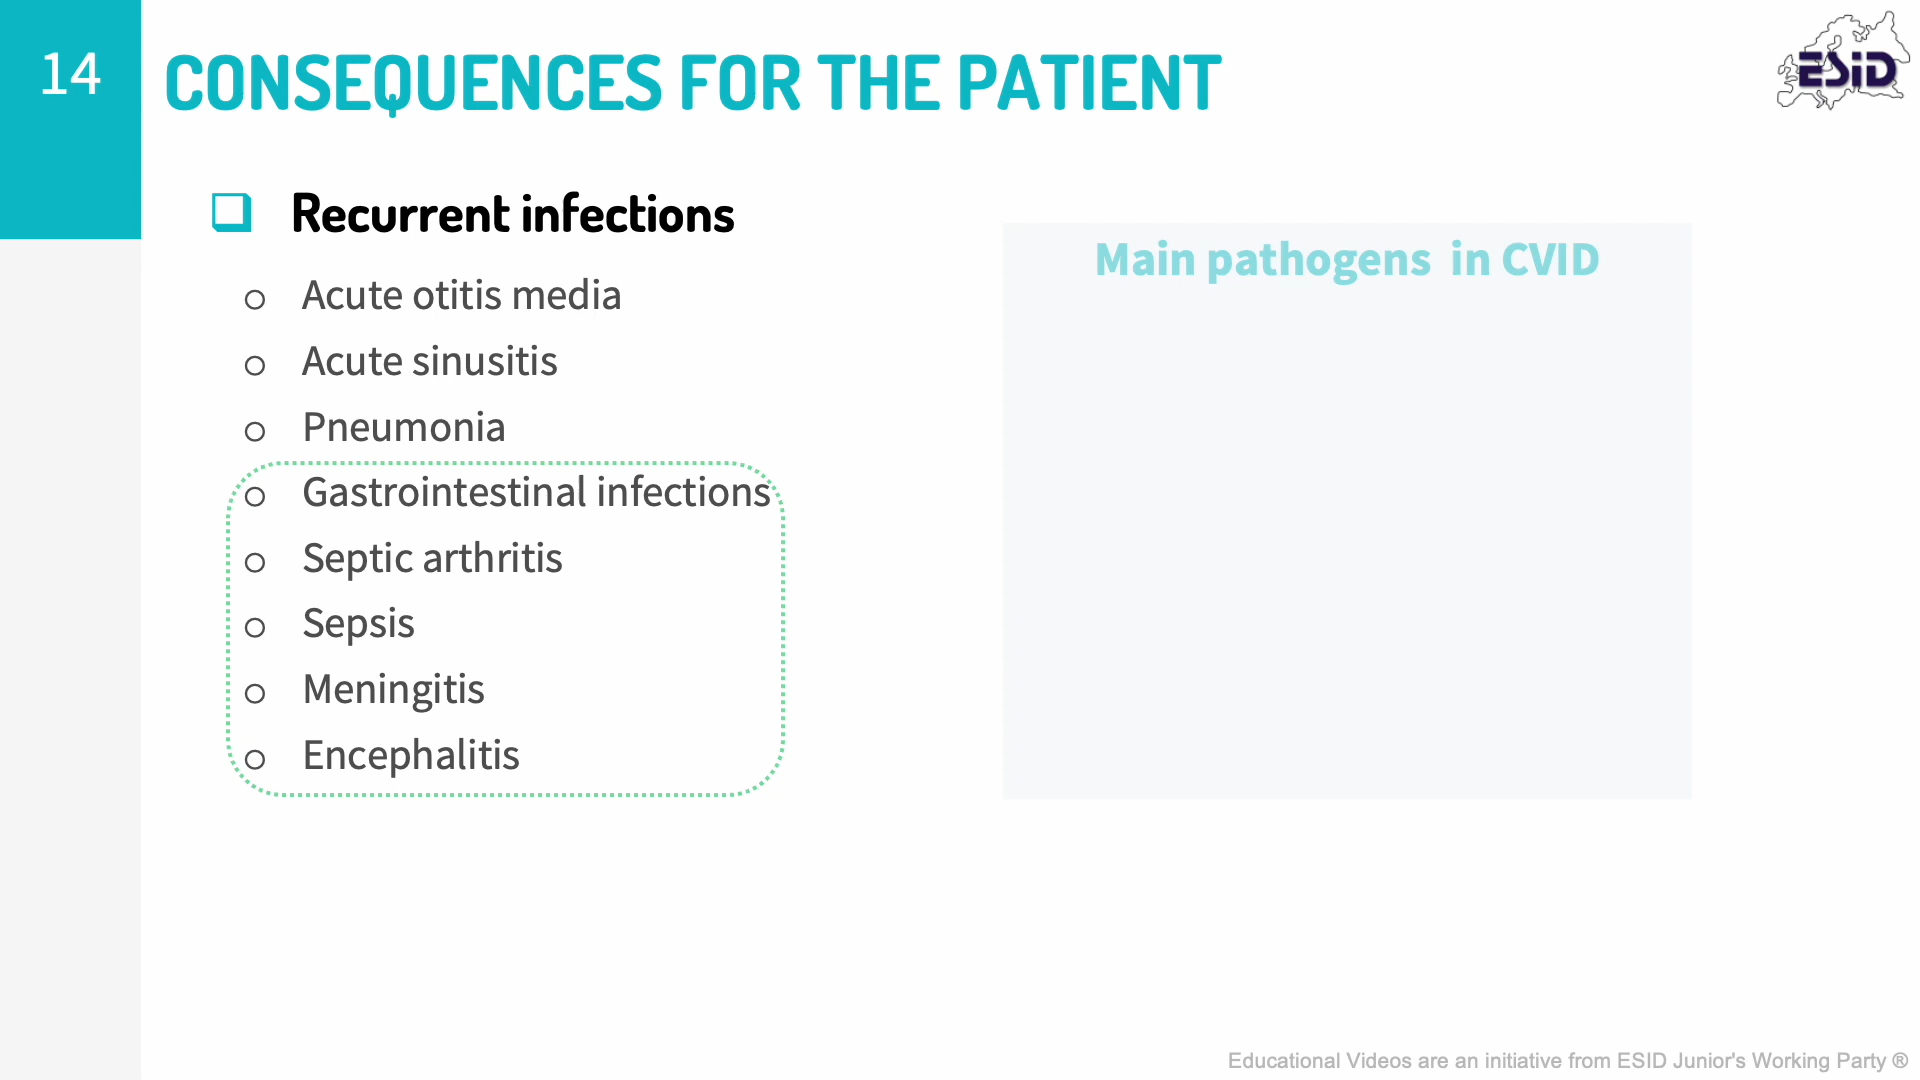 14
CONSEQUENCES FOR THE PATIENT
ESiD
Recurrent infections
Acute otitis media
Acute sinusitis
Pneumonia
Gastrointestinal infections
Septic arthritis
Sepsis
Meningitis
Encephalitis
Main pathogens in CVID
Educational Videos are an initiative from ESID Junior's Working Party ®